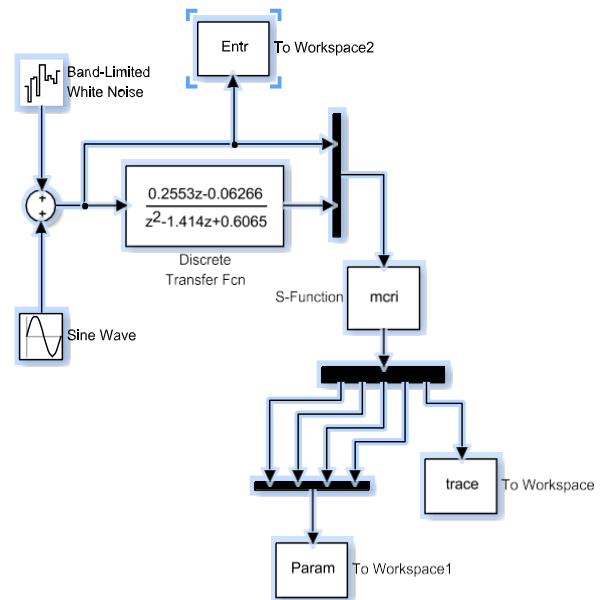 Entr
To Workspace2
Band-Limited
White Noise
+
+
0.2553z-0.06266
z2-1.414z+0.6065
Discrete
Transfer Fcn
S-Function
mcri
Sine Wave
trace
To Workspace
Param
To Workspace1